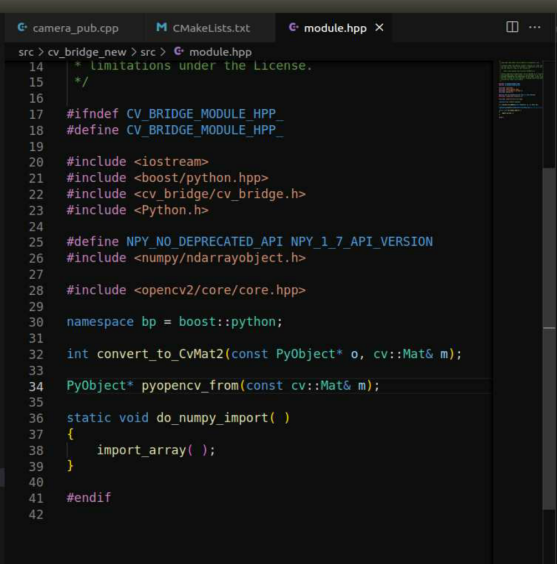 camera_pub.cpp
CMakeLists.txt
module.hpp
src > cv_bridge_new > src > module.hpp
14 * limitations under the License.
15 */
16
17 #ifndef CV_BRIDGE_MODULE_HPP_
18 #define CV_BRIDGE_MODULE_HPP_
19
20 #include <iostream>
21 #include <boost/python.hpp>
22 #include <cv_bridge/cv_bridge.h>
23 #include <Python.h>
24
25 #define NPY_NO_DEPRECATED_API NPY_1_7_API_VERSION
26 #include <numpy/ndarrayobject.h>
27
28 #include <opencv2/core/core.hpp>
29
30 namespace bp = boost::python;
31
32 int convert_to_CvMat2(const PyObject* o, cv::Mat& m);
33
34 PyObject* pyopencv_from(const cv::Mat& m);
35
36 static void do_numpy_import( )
37 {
38     import_array( );
39 }
40
41 #endif
42